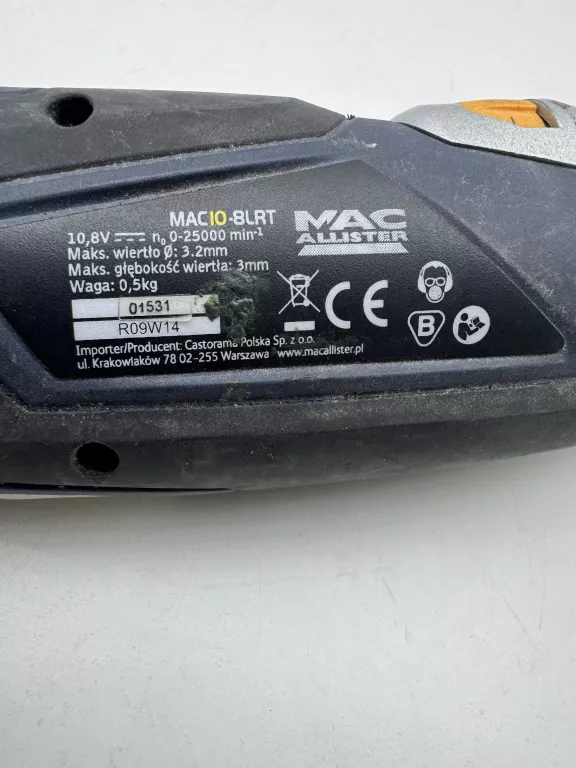 MAC10-8LRT
MAC
ALLISTER
10,8V n₀ 0-25000 min⁻¹
Maks. wiertło Ø: 3.2mm
Maks. głębokość wiertła: 3mm
Waga: 0,5kg
01531
R09W14
B
Importer/Producent: Castorama Polska Sp. z o.o.
ul. Krakowiaków 78 02-255 Warszawa www.macallister.pl